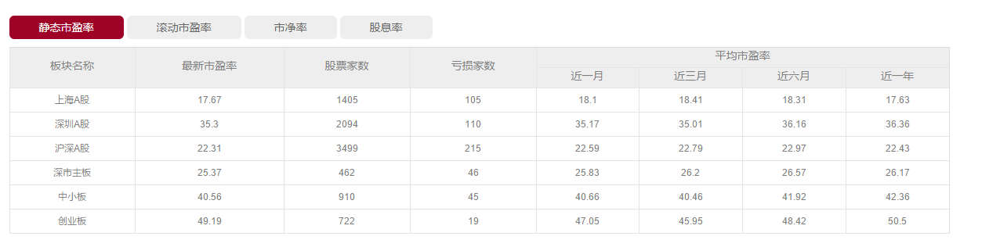 静态市盈率 滚动市盈率 市净率 股息率
板块名称 最新市盈率 股票家数 亏损家数 平均市盈率
近一月 近三月 近六月 近一年
上海A股 17.67 1405 105 18.1 18.41 18.31 17.63
深圳A股 35.3 2094 110 35.17 35.01 36.16 36.36
沪深A股 22.31 3499 215 22.59 22.79 22.97 22.43
深市主板 25.37 462 46 25.83 26.2 26.57 26.17
中小板 40.56 910 45 40.66 40.46 41.92 42.36
创业板 49.19 722 19 47.05 45.95 48.42 50.5